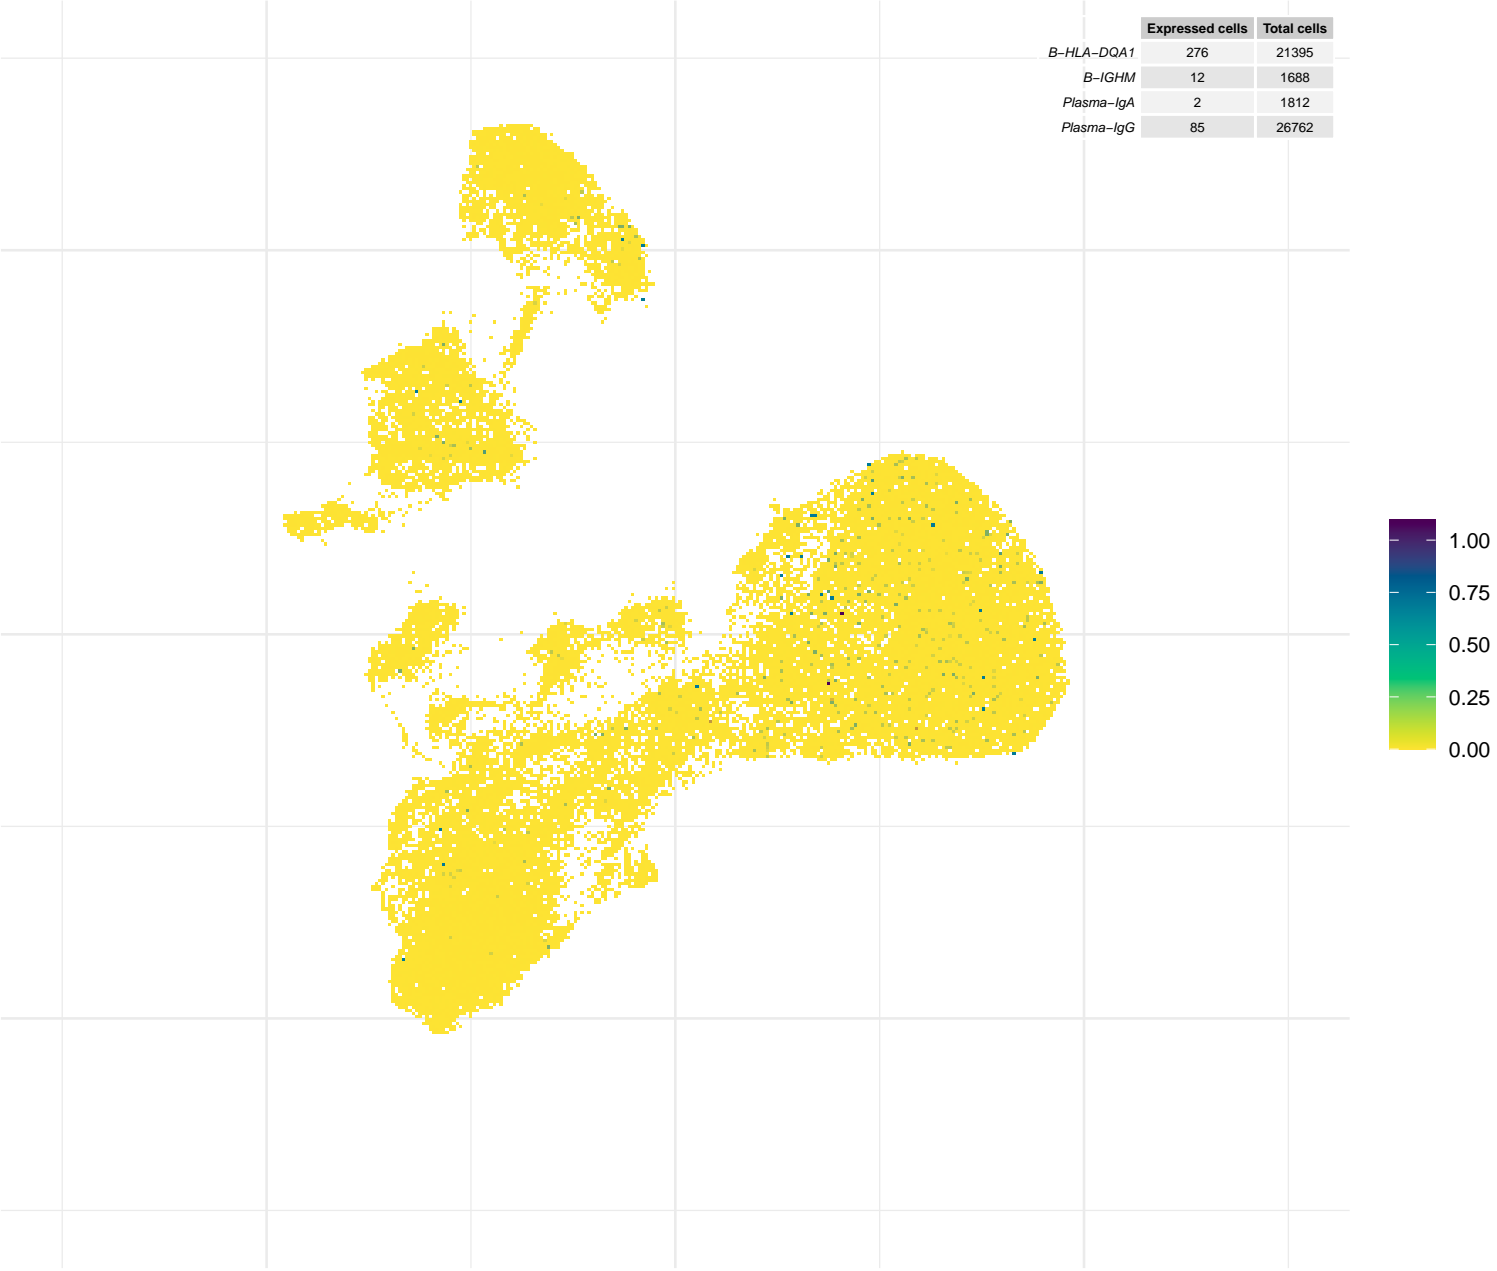 Expressed cells Total cells
B−HLA−DQA1 276 21395
B−IGHM 12 1688
Plasma−IgA 2 1812
Plasma−IgG 85 26762
1.00
0.75
0.50
0.25
0.00